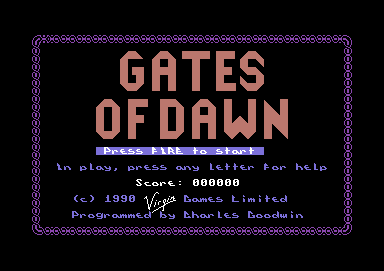 GATES
OF DAWN
Press FIRE to start
In play, press any letter for help
Score: 000000
(c) 1990 Virgin Games Limited
Programmed by Charles Goodwin